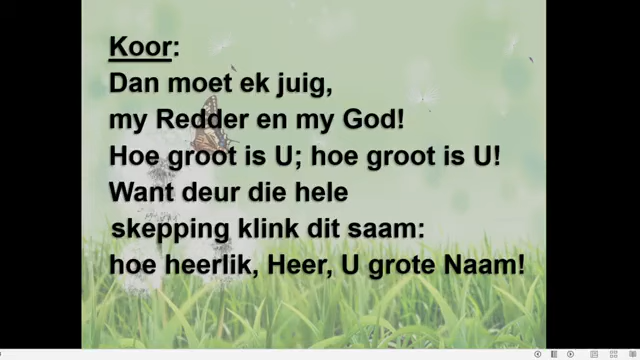 Koor:
Dan moet ek juig,
my Redder en my God!
Hoe groot is U; hoe groot is U!
Want deur die hele
skepping klink dit saam:
hoe heerlik, Heer, U grote Naam!